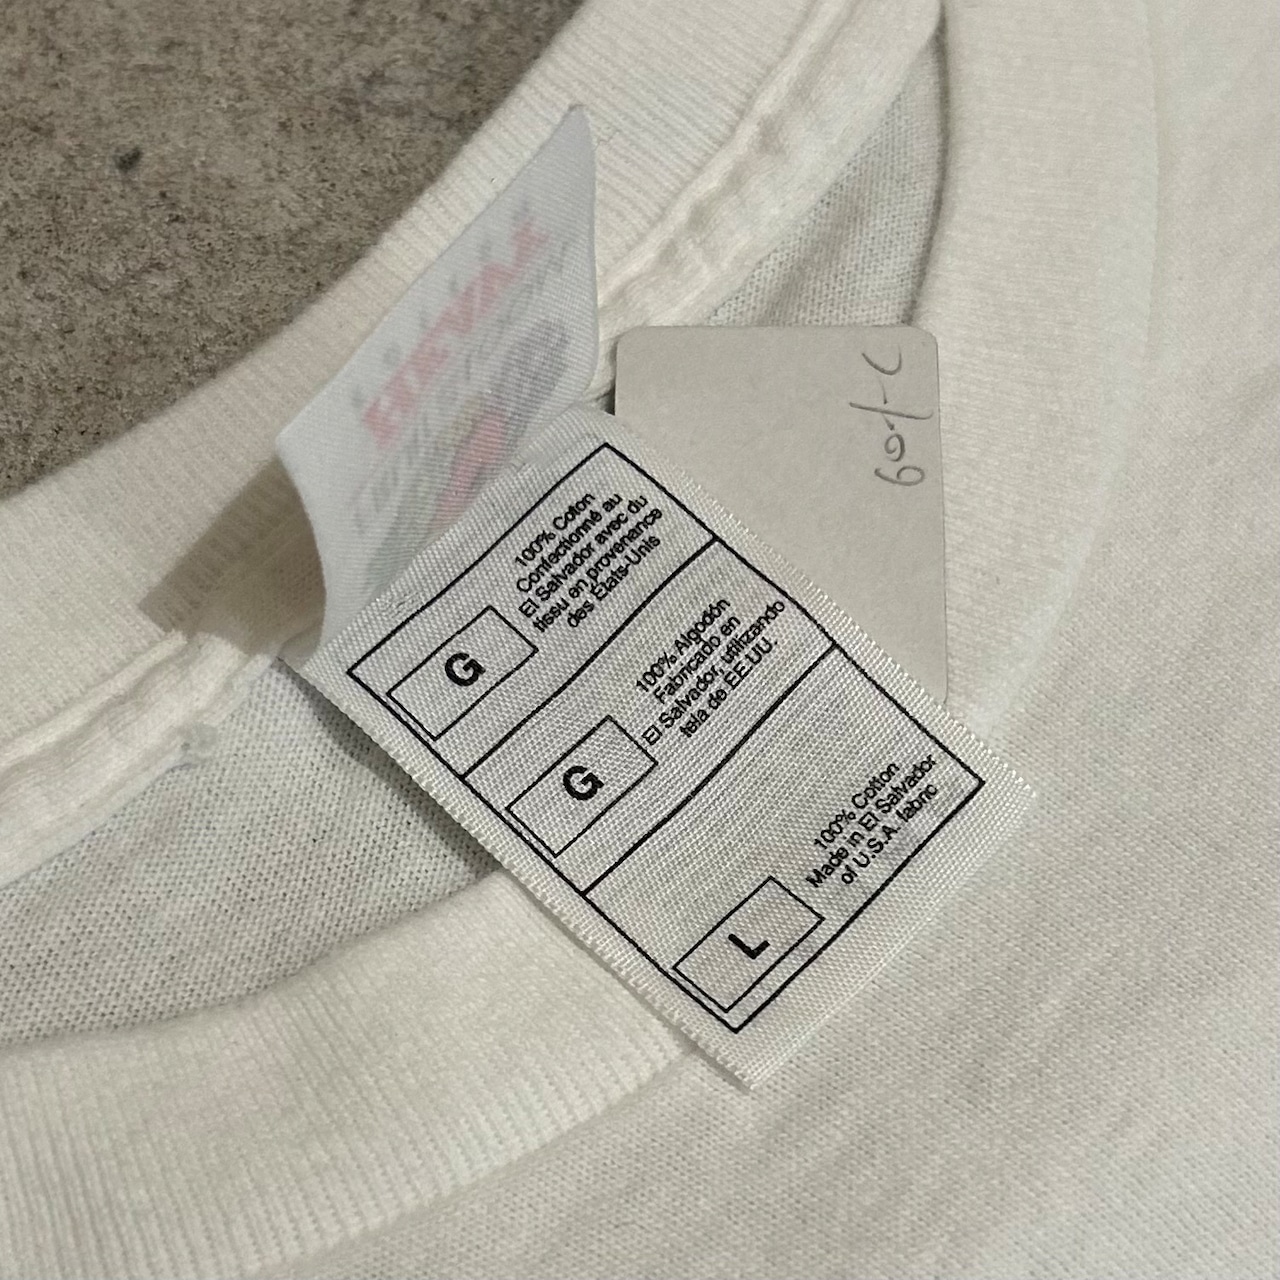 G
100% Coton
Confectionné au
El Salvador avec du
tissu en provenance
des États-Unis
G
100% Algodón
Fabricado en
El Salvador, utilizando
tela de EE.UU.
L
100% Cotton
Made in El Salvador
of U.S.A. fabric